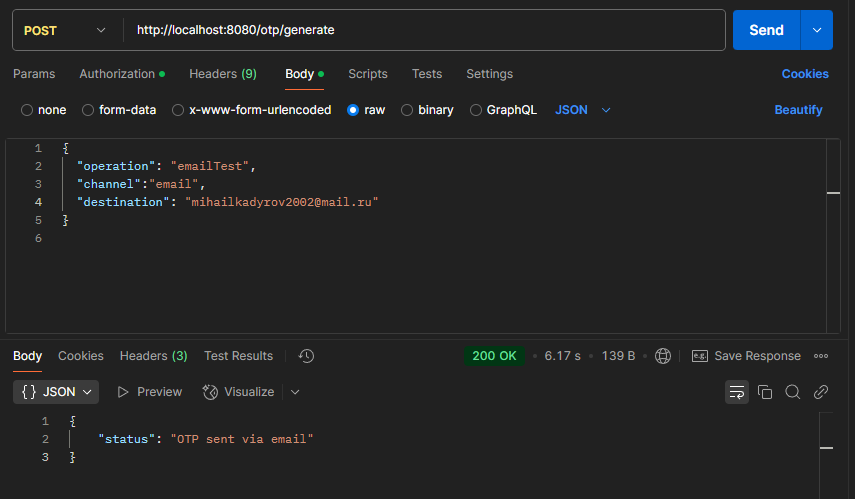 POST http://localhost:8080/otp/generate Send
Params Authorization Headers (9) Body Scripts Tests Settings Cookies
none form-data x-www-form-urlencoded raw binary GraphQL JSON Beautify
1 {
2 "operation": "emailTest",
3 "channel":"email",
4 "destination": "mihailkadyrov2002@mail.ru"
5 }
6
Body Cookies Headers (3) Test Results 200 OK • 6.17 s • 139 B • e.g. Save Response
{} JSON Preview Visualize
1 {
2 "status": "OTP sent via email"
3 }